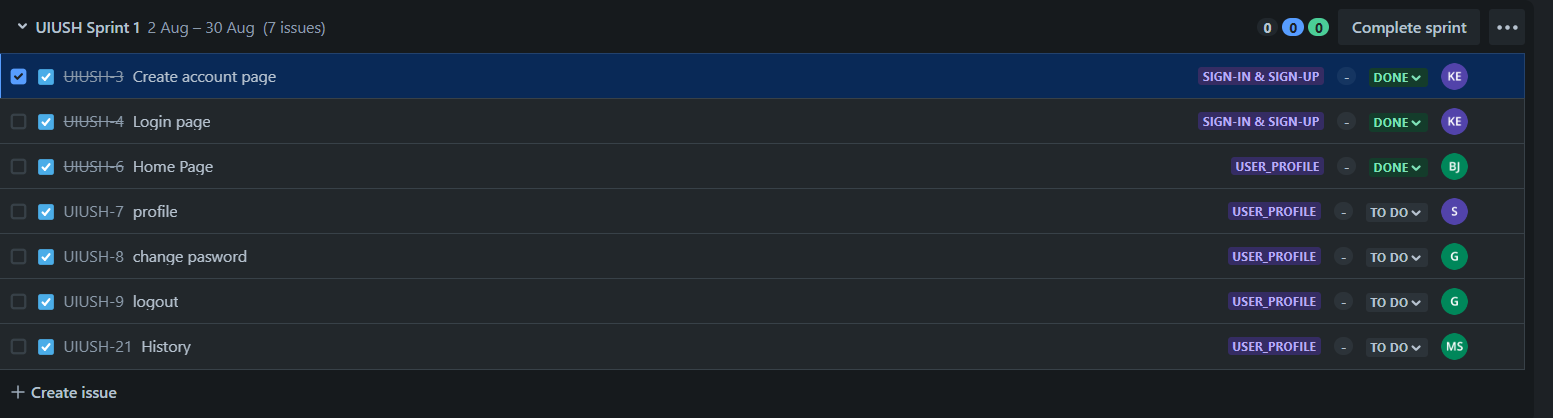 UIUSH Sprint 1 2 Aug – 30 Aug (7 issues) 0 0 0 Complete sprint
UIUSH-3 Create account page SIGN-IN & SIGN-UP - DONE KE
UIUSH-4 Login page SIGN-IN & SIGN-UP - DONE KE
UIUSH-6 Home Page USER_PROFILE - DONE BJ
UIUSH-7 profile USER_PROFILE - TO DO S
UIUSH-8 change pasword USER_PROFILE - TO DO G
UIUSH-9 logout USER_PROFILE - TO DO G
UIUSH-21 History USER_PROFILE - TO DO MS
+ Create issue